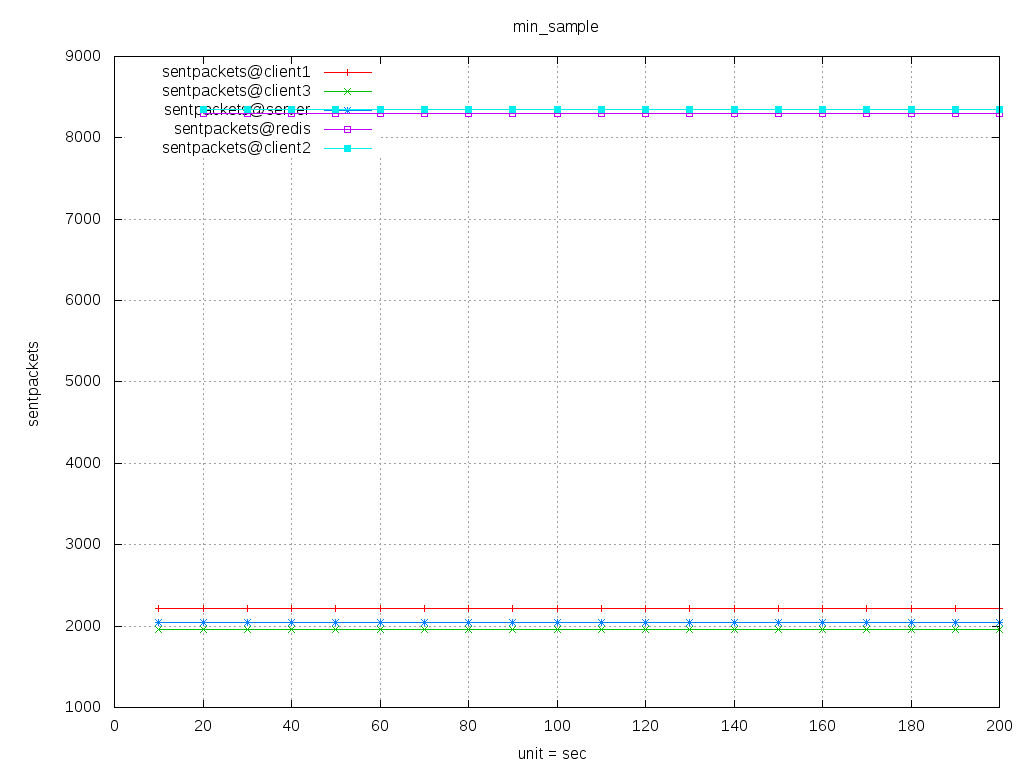 min_sample
9000
8000
7000
6000
5000
4000
3000
2000
1000
sentpackets
sentpackets@client1
sentpackets@client3
sentpackets@server
sentpackets@redis
sentpackets@client2
0 20 40 60 80 100 120 140 160 180 200
unit = sec